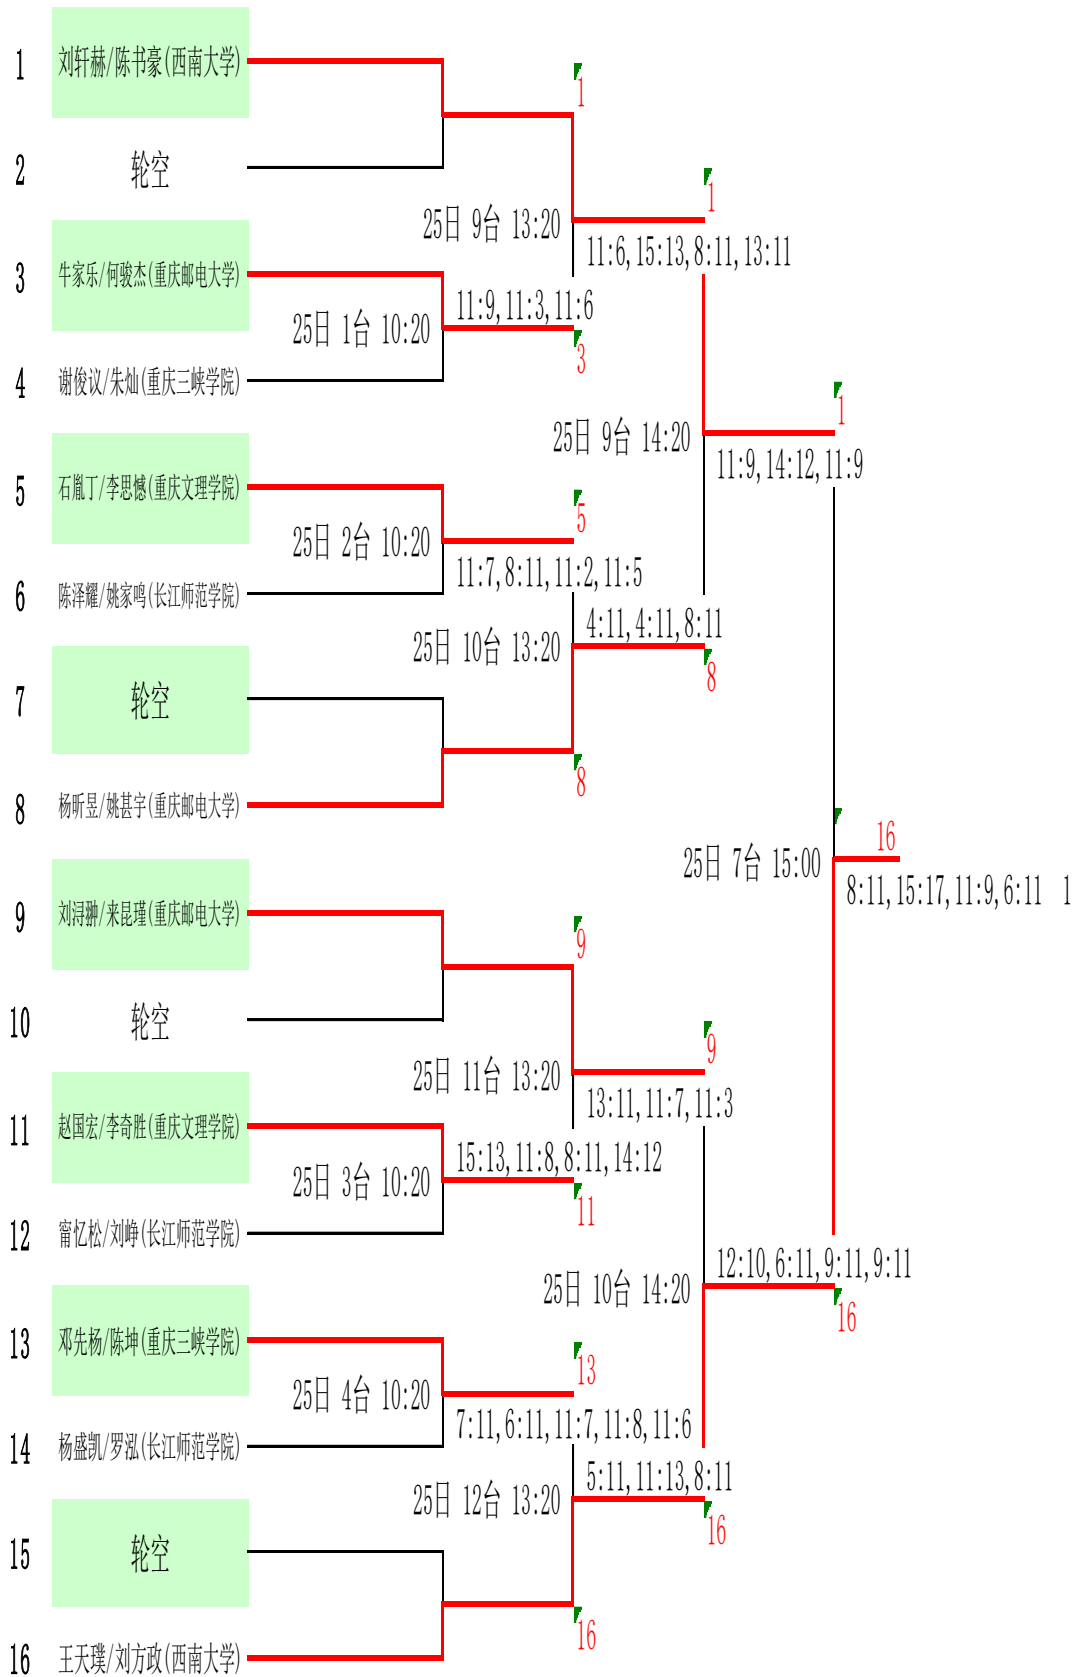 1 刘轩赫/陈书豪(西南大学)
1
2 轮空
1
25日 9台 13:20
11:6,15:13,8:11,13:11
3 牛家乐/何骏杰(重庆邮电大学)
11:9,11:3,11:6
25日 1台 10:20
3
4 谢俊议/朱灿(重庆三峡学院)
1
25日 9台 14:20
11:9,14:12,11:9
5 石胤丁/李思憾(重庆文理学院)
5
25日 2台 10:20
11:7,8:11,11:2,11:5
6 陈泽耀/姚家鸣(长江师范学院)
4:11,4:11,8:11
25日 10台 13:20
8
7 轮空
8
8 杨昕昱/姚甚宇(重庆邮电大学)
16
25日 7台 15:00
8:11,15:17,11:9,6:11 1
9 刘浔翀/来昆瑾(重庆邮电大学)
9
10 轮空
9
25日 11台 13:20
13:11,11:7,11:3
11 赵国宏/李奇胜(重庆文理学院)
15:13,11:8,8:11,14:12
25日 3台 10:20
11
12 甯忆松/刘峥(长江师范学院)
12:10,6:11,9:11,9:11
25日 10台 14:20
16
13 邓先杨/陈坤(重庆三峡学院)
13
25日 4台 10:20
7:11,6:11,11:7,11:8,11:6
14 杨盛凯/罗泓(长江师范学院)
5:11,11:13,8:11
25日 12台 13:20
16
15 轮空
16
16 王天璞/刘方政(西南大学)